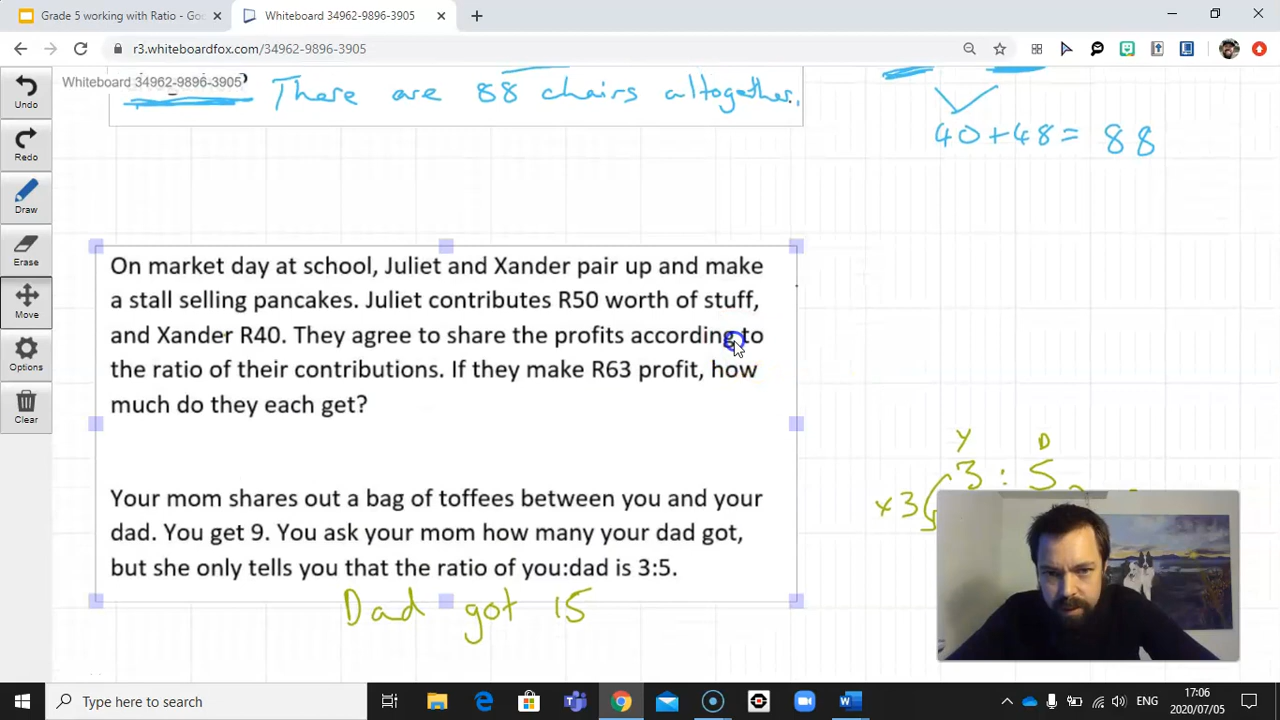 Grade 5 working with Ratio - Goo
Whiteboard 34962-9896-3905
r3.whiteboardfox.com/34962-9896-3905
Whiteboard 34962-9896-3905
There are 88 chairs altogether.
40+48= 88
Undo
Redo
Draw
Erase
Move
Options
Clear
On market day at school, Juliet and Xander pair up and make
a stall selling pancakes. Juliet contributes R50 worth of stuff,
and Xander R40. They agree to share the profits according to
the ratio of their contributions. If they make R63 profit, how
much do they each get?
Y D
3 : 5
x3
Your mom shares out a bag of toffees between you and your
dad. You get 9. You ask your mom how many your dad got,
but she only tells you that the ratio of you:dad is 3:5.
Dad got 15
Type here to search
ENG
17:06
2020/07/05